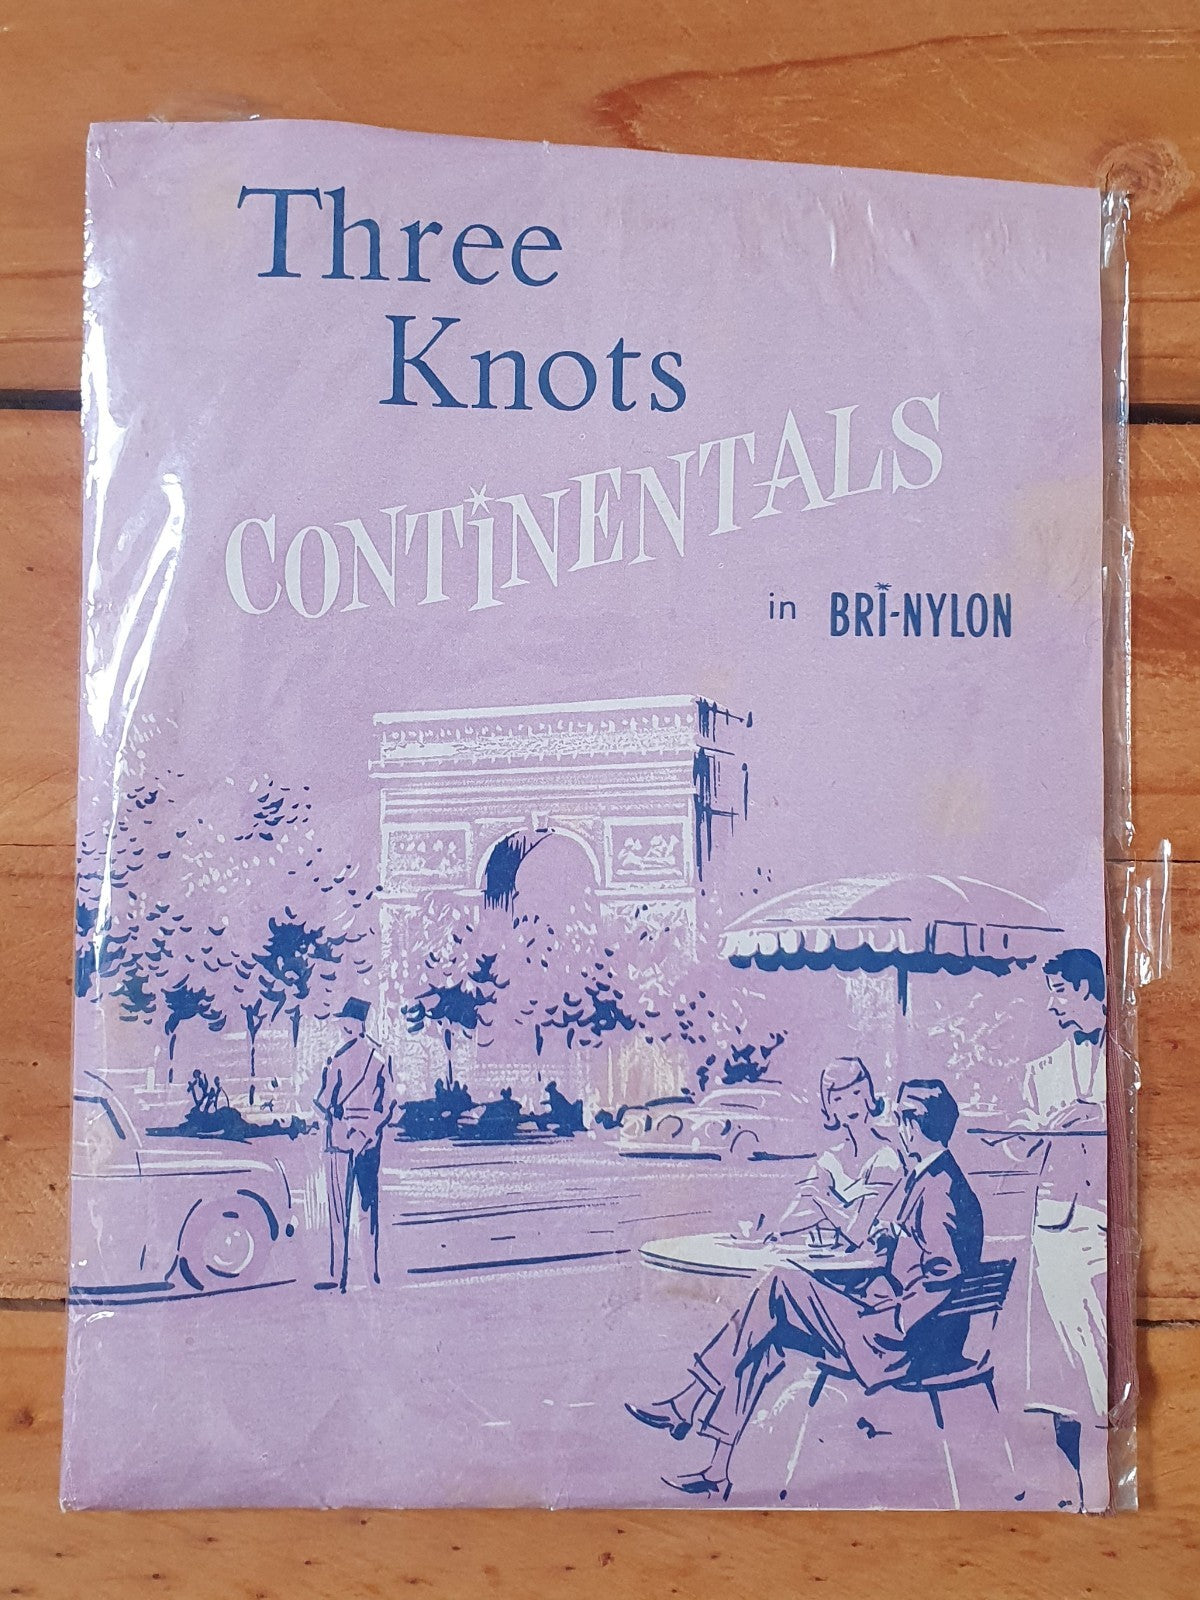 Three
Knots
CONTiNENTALS
in BRi-NYLON